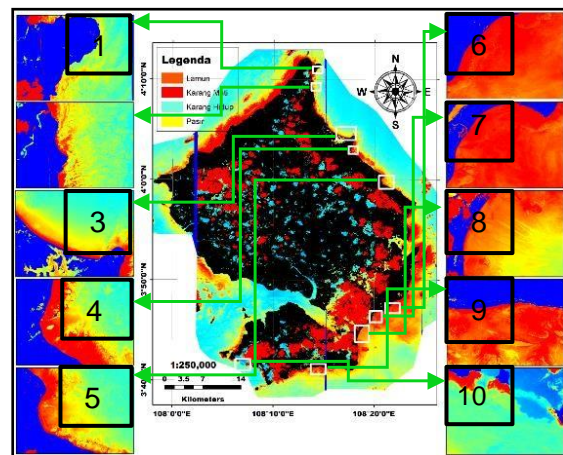 1
3
4
5
6
7
8
9
10
Legenda
Lamun
Karang Mati
Karang Hidup
Pasir
N
W
E
S
4°10'0"N
4°0'0"N
3°50'0"N
3°40'
1:250,000
0 3.5 7 14
Kilometers
108°0'0"E
108°10'0"E
108°20'0"E